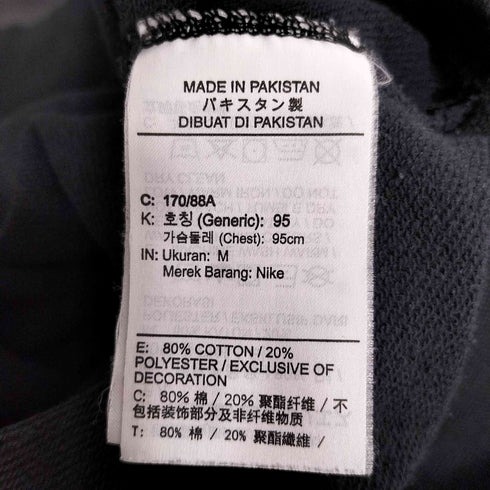 MADE IN PAKISTAN
パキスタン製
DIBUAT DI PAKISTAN
C: 170/88A
K: 호칭 (Generic): 95
가슴둘레 (Chest): 95cm
IN: Ukuran: M
Merek Barang: Nike
E: 80% COTTON / 20%
POLYESTER / EXCLUSIVE OF
DECORATION
C: 80% 棉 / 20% 聚酯纤维 / 不
包括装饰部分及非纤维物质
T: 80% 棉 / 20% 聚酯纖維 /